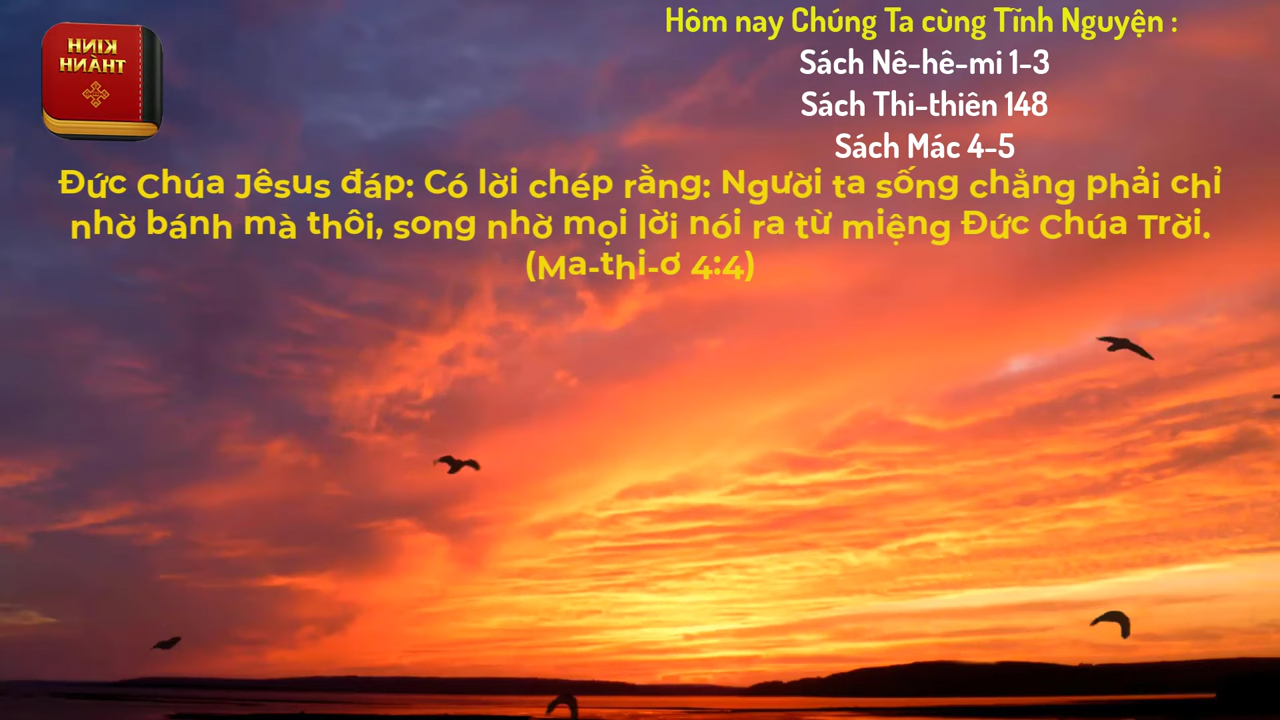 KINH
THÀNH
Hôm nay Chúng Ta cùng Tĩnh Nguyện :
Sách Nê-hê-mi 1-3
Sách Thi-thiên 148
Sách Mác 4-5
Đức Chúa Jêsus đáp: Có lời chép rằng: Người ta sống chẳng phải chỉ
nhờ bánh mà thôi, song nhờ mọi lời nói ra từ miệng Đức Chúa Trời.
(Ma-thi-ơ 4:4)